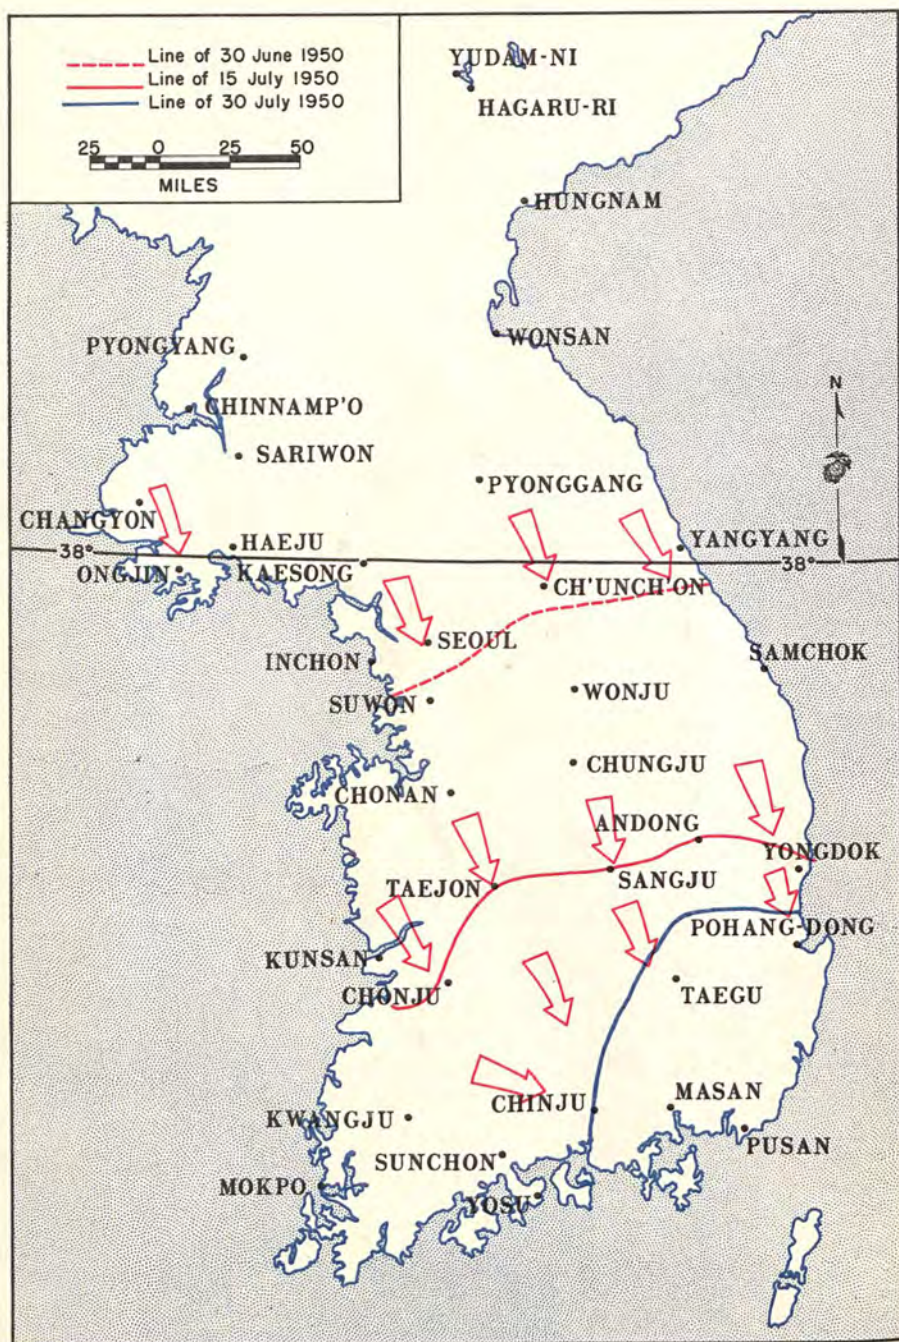 Line of 30 June 1950
Line of 15 July 1950
Line of 30 July 1950
25 0 25 50
MILES
YUDAM-NI
HAGARU-RI
HUNGNAM
WONSAN
PYONGYANG
N
CHINNAMP'O
SARIWON
PYONGGANG
CHANGYON
YANGYANG
HAEJU
38°
38°
ONGJIN
KAESONG
CH'UNCH'ON
SEOUL
INCHON
SAMCHOK
SUWON
WONJU
CHUNGJU
CHONAN
ANDONG
YONGDOK
TAEJON
SANGJU
POHANG-DONG
KUNSAN
CHONJU
TAEGU
CHINJU
MASAN
KWANGJU
PUSAN
SUNCHON
MOKPO
YOSU